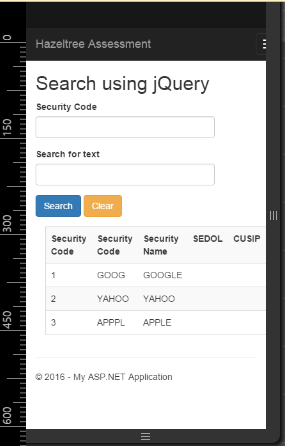 Hazeltree Assessment
Search using jQuery
Security Code
Search for text
Search Clear
Security Code Security Code Security Name SEDOL CUSIP
1 GOOG GOOGLE
2 YAHOO YAHOO
3 APPPL APPLE
© 2016 - My ASP.NET Application
0
150
300
450
600